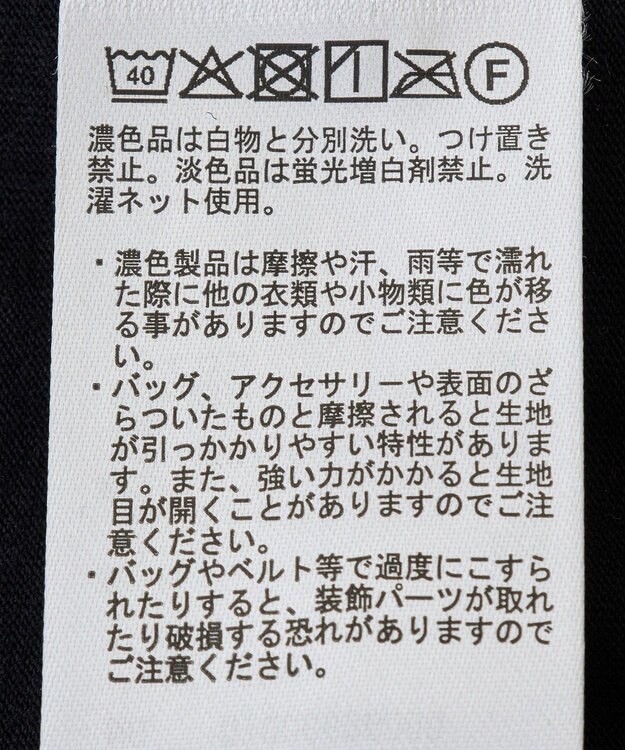 40 F
濃色品は白物と分別洗い。つけ置き
禁止。淡色品は蛍光増白剤禁止。洗
濯ネット使用。
・濃色製品は摩擦や汗、雨等で濡れ
た際に他の衣類や小物類に色が移
る事がありますのでご注意くださ
い。
・バッグ、アクセサリーや表面のざ
らついたものと摩擦されると生地
が引っかかりやすい特性がありま
す。また、強い力がかかると生地
目が開くことがありますのでご注
意ください。
・バッグやベルト等で過度にこすら
れたりすると、装飾パーツが取れ
たり破損する恐れがありますので
ご注意ください。